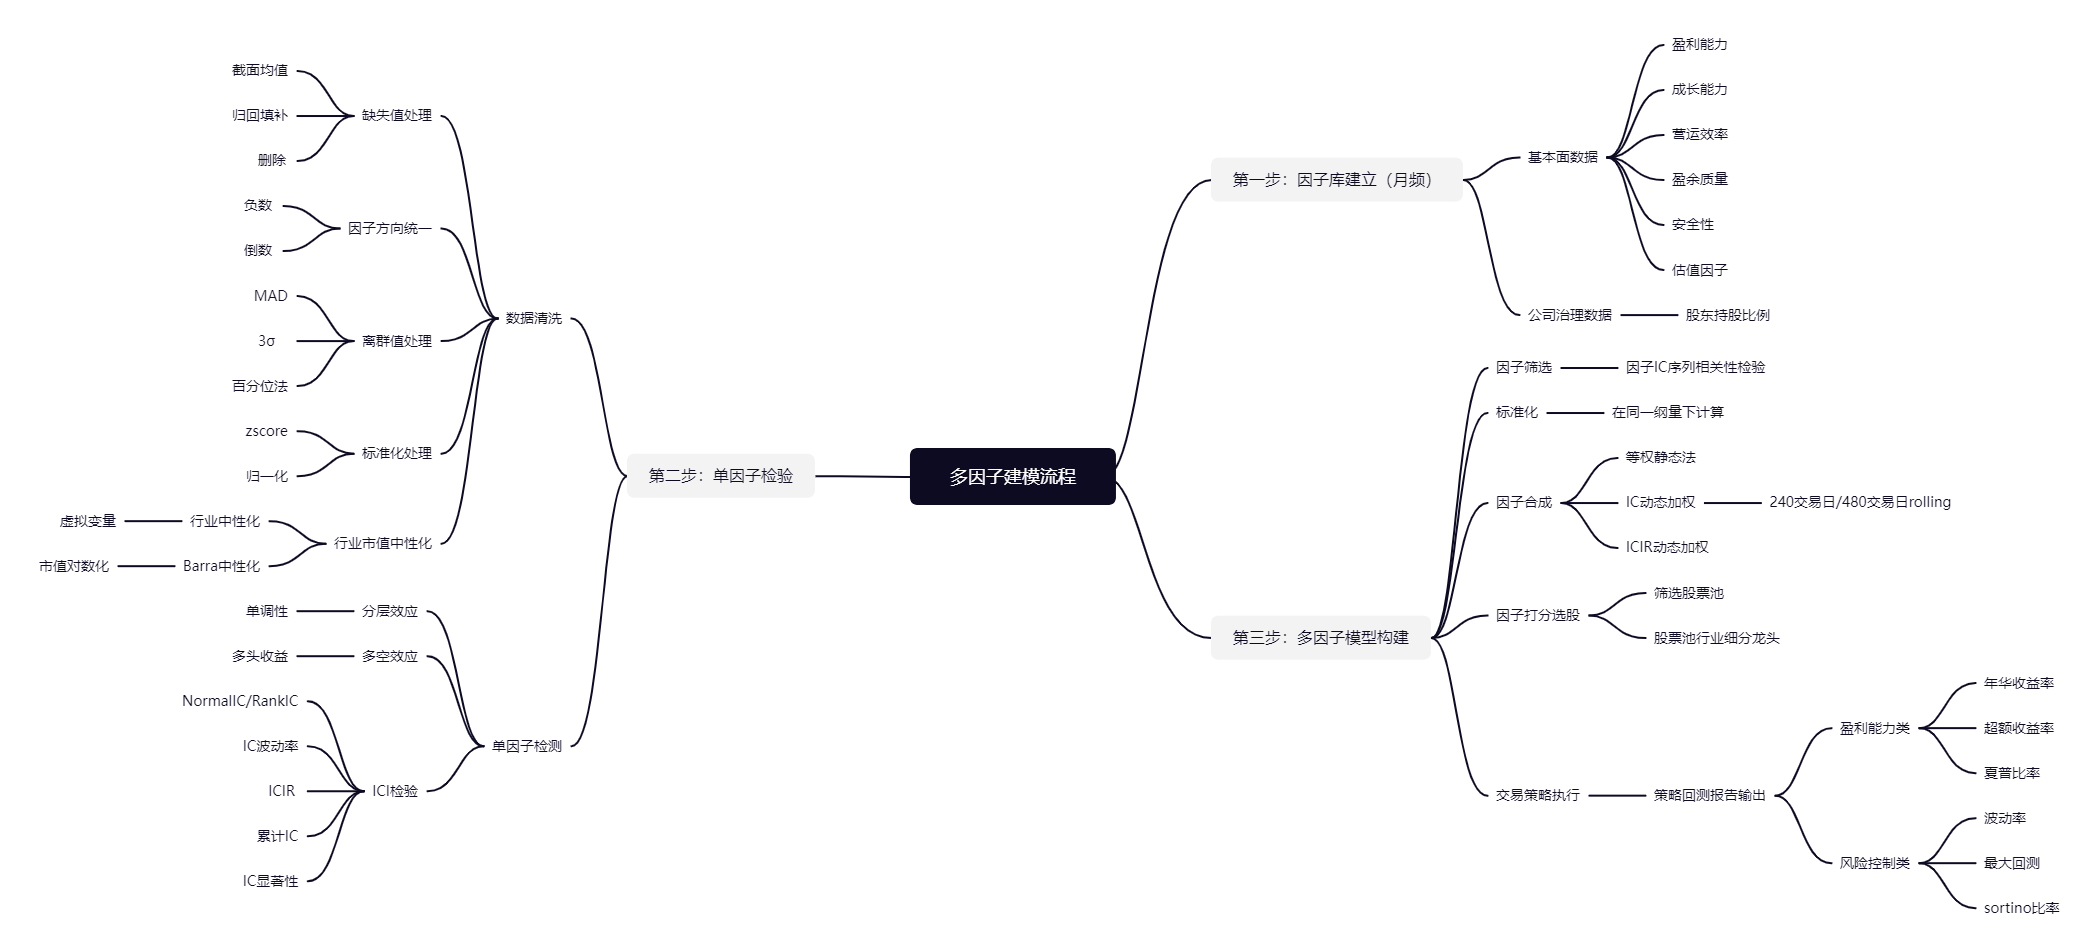 多因子建模流程
第一步：因子库建立（月频）
基本面数据
盈利能力
成长能力
营运效率
盈余质量
安全性
估值因子
公司治理数据
股东持股比例
第二步：单因子检验
数据清洗
缺失值处理
截面均值
归回填补
删除
因子方向统一
负数
倒数
离群值处理
MAD
3σ
百分位法
标准化处理
zscore
归一化
行业市值中性化
行业中性化
虚拟变量
Barra中性化
市值对数化
单因子检测
分层效应
单调性
多空效应
多头收益
ICI检验
NormalIC/RankIC
IC波动率
ICIR
累计IC
IC显著性
第三步：多因子模型构建
因子筛选
因子IC序列相关性检验
标准化
在同一纲量下计算
因子合成
等权静态法
IC动态加权
240交易日/480交易日rolling
ICIR动态加权
因子打分选股
筛选股票池
股票池行业细分龙头
交易策略执行
策略回测报告输出
盈利能力类
年华收益率
超额收益率
夏普比率
风险控制类
波动率
最大回测
sortino比率